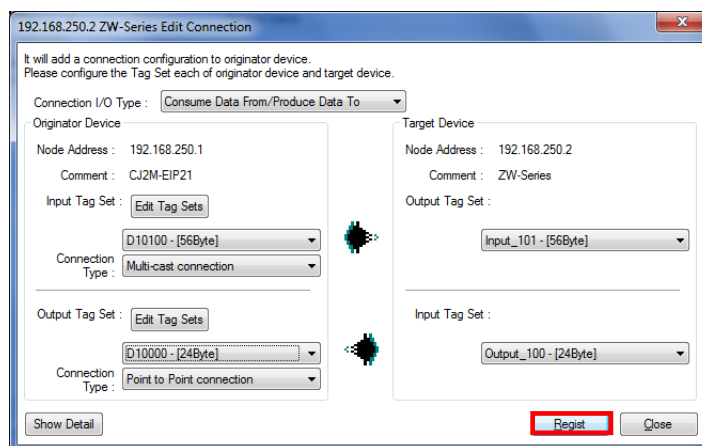 192.168.250.2 ZW-Series Edit Connection
It will add a connection configuration to originator device.
Please configure the Tag Set each of originator device and target device.
Connection I/O Type : Consume Data From/Produce Data To
Originator Device
Node Address : 192.168.250.1
Comment : CJ2M-EIP21
Input Tag Set : Edit Tag Sets
D10100 - [56Byte]
Connection
Type : Multi-cast connection
Output Tag Set : Edit Tag Sets
D10000 - [24Byte]
Connection
Type : Point to Point connection
Target Device
Node Address : 192.168.250.2
Comment : ZW-Series
Output Tag Set :
Input_101 - [56Byte]
Input Tag Set :
Output_100 - [24Byte]
Show Detail
Regist
Close